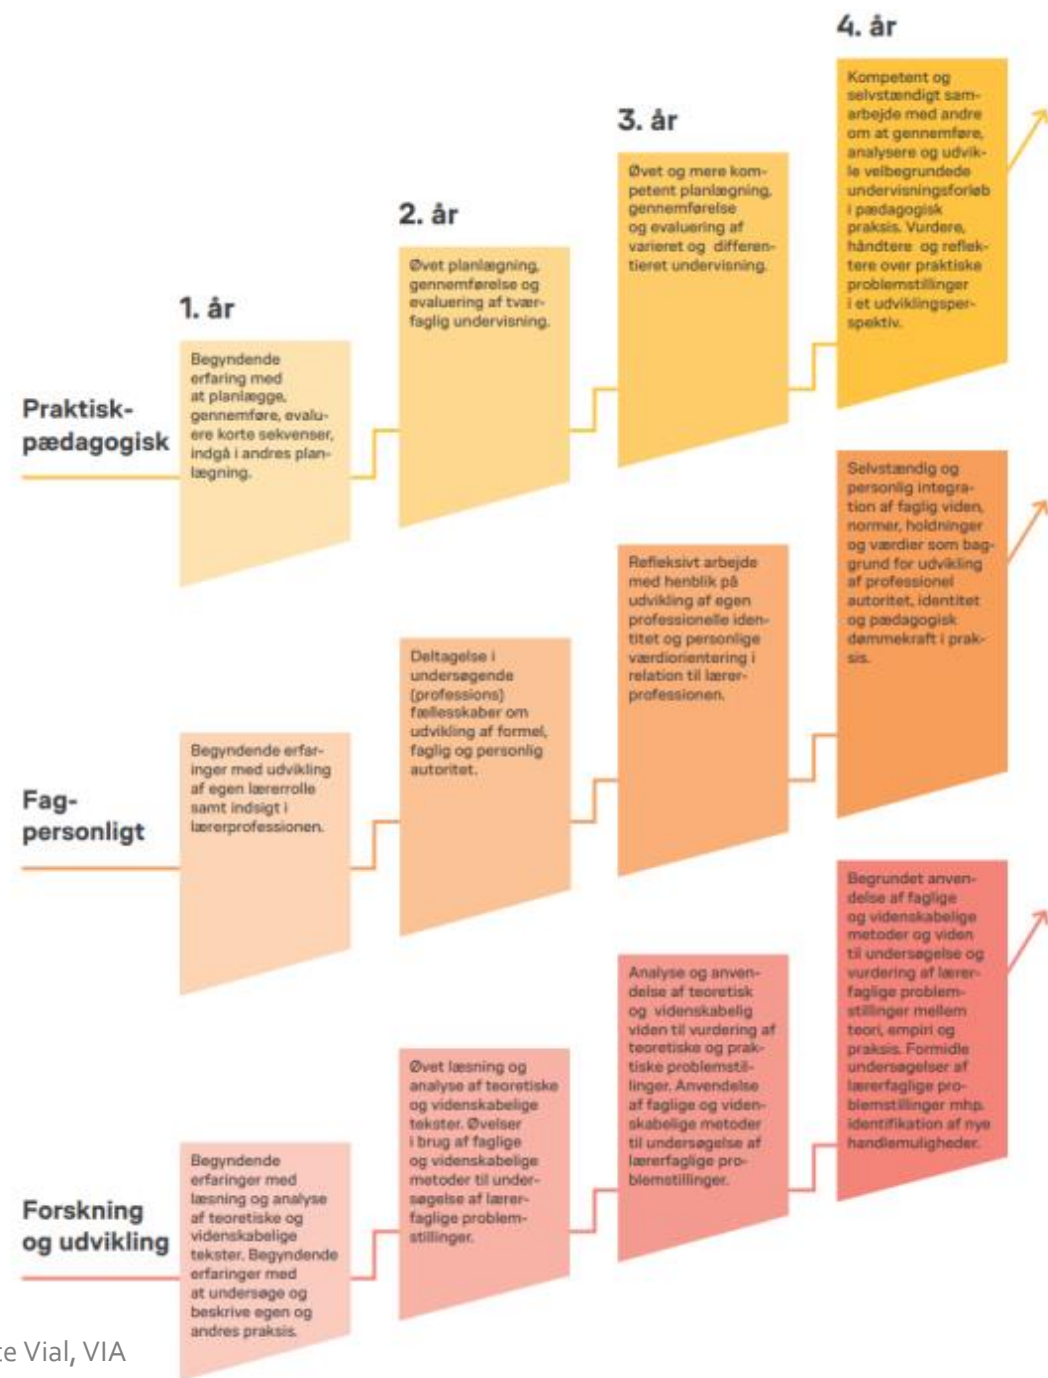 1. år
2. år
3. år
4. år
Praktisk-
pædagogisk
Begyndende
erfaring med
at planlægge,
gennemføre, evalu-
ere korte sekvenser,
indgå i andres plan-
lægning.
Øvet planlægning,
gennemførelse og
evaluering af tvær-
faglig undervisning.
Øvet og mere kom-
petent planlægning,
gennemførelse
og evaluering af
varieret og differen-
tieret undervisning.
Kompetent og
selvstændigt sam-
arbejde med andre
om at gennemføre,
analysere og udvik-
le velbegrundede
undervisningsforløb
i pædagogisk
praksis. Vurdere,
håndtere og reflek-
tere over praktiske
problemstillinger
i et udviklingsper-
spektiv.
Fag-
personligt
Begyndende erfar-
inger med udvikling
af egen lærerrolle
samt indsigt i
lærerprofessionen.
Deltagelse i
undersøgende
(professions)
fællesskaber om
udvikling af formel,
faglig og personlig
autoritet.
Refleksivt arbejde
med henblik på
udvikling af egen
professionelle iden-
titet og personlige
værdiorientering i
relation til lærer-
professionen.
Selvstændig og
personlig integra-
tion af faglig viden,
normer, holdninger
og værdier som bag-
grund for udvikling
af professionel
autoritet, identitet
og pædagogisk
dømmekraft i prak-
sis.
Forskning
og udvikling
Begyndende
erfaringer med
læsning og analyse
af teoretiske og
videnskabelige
tekster. Begyndende
erfaringer med
at undersøge og
beskrive egen og
andres praksis.
Øvet læsning og
analyse af teoretiske
og videnskabelige
tekster. Øvelser
i brug af faglige
og videnskabelige
metoder til under-
søgelse af lærer-
faglige problem-
stillinger.
Analyse og anven-
delse af teoretisk
og videnskabelig
viden til vurdering af
teoretiske og prak-
tiske problemstil-
linger. Anvendelse
af faglige og viden-
skabelige metoder
til undersøgelse af
lærerfaglige pro-
blemstillinger.
Begrundet anven-
delse af faglige
og videnskabelige
metoder og viden
til undersøgelse og
vurdering af lærer-
faglige problem-
stillinger mellem
teori, empiri og
praksis. Formidle
undersøgelser af
lærerfaglige pro-
blemstillinger mhp.
identifikation af nye
handlemuligheder.
te Vial, VIA